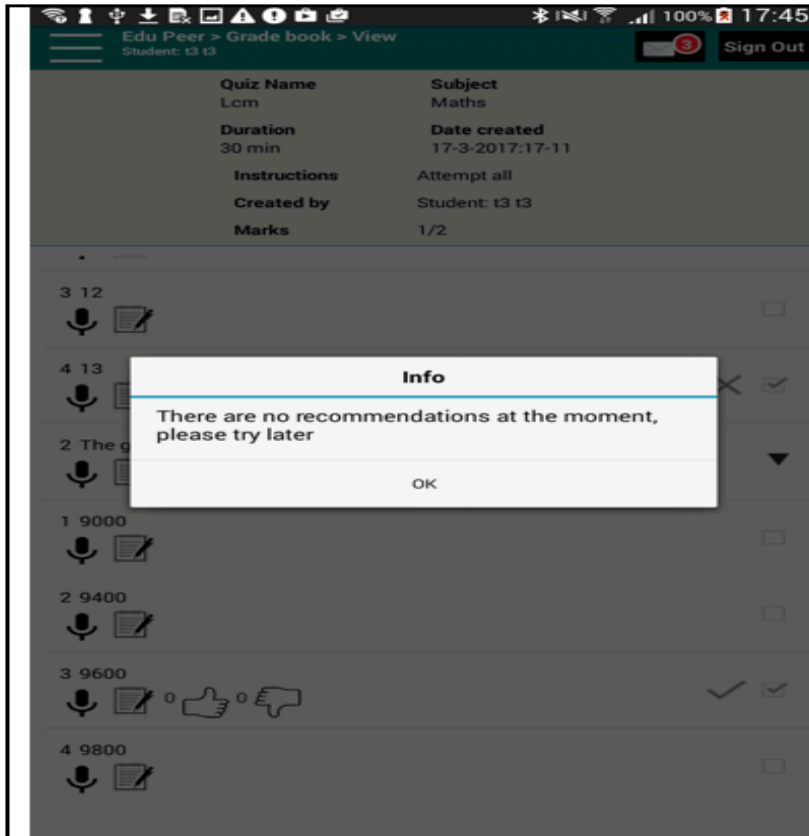 100% 17:45
Edu Peer > Grade book > View
Student: t3 t3
3
Sign Out
Quiz Name Subject
Lcm Maths
Duration Date created
30 min 17-3-2017:17-11
Instructions Attempt all
Created by Student: t3 t3
Marks 1/2
3 12
4 13
Info
There are no recommendations at the moment,
please try later
OK
2 The
1 9000
2 9400
3 9600
0 0
4 9800